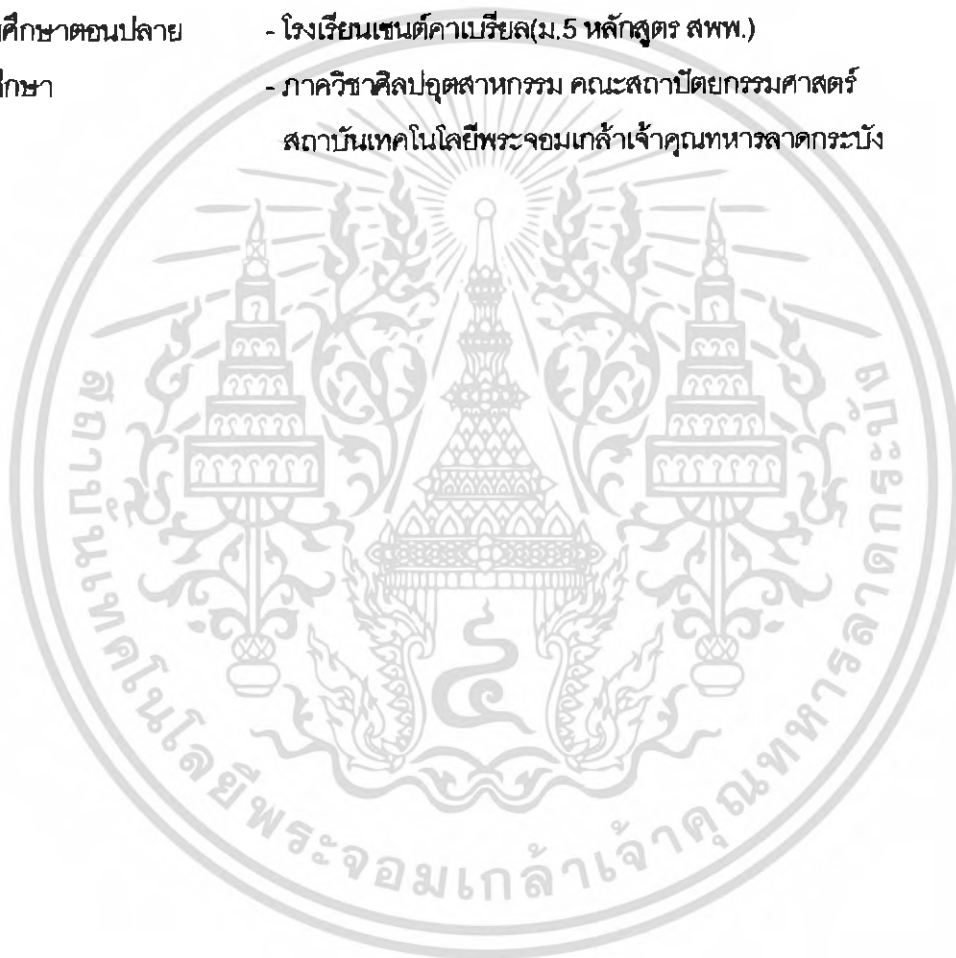 ศึกษาตอนปลาย - โรงเรียนเซนต์คาเบรียล(ม.5 หลักสูตร สพพ.)
ศึกษา - ภาควิชาศิลปอุตสาหกรรม คณะสถาปัตยกรรมศาสตร์
สถาบันเทคโนโลยีพระจอมเกล้าเจ้าคุณทหารลาดกระบัง
สถาบันเทคโนโลยีพระจอมเกล้าเจ้าคุณทหารลาดกระบัง
๔